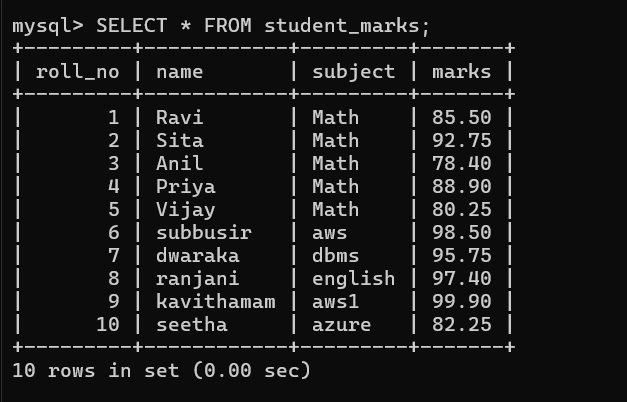 mysql> SELECT * FROM student_marks;
+---------+------------+---------+-------+
| roll_no | name       | subject | marks |
+---------+------------+---------+-------+
|       1 | Ravi       | Math    | 85.50 |
|       2 | Sita       | Math    | 92.75 |
|       3 | Anil       | Math    | 78.40 |
|       4 | Priya      | Math    | 88.90 |
|       5 | Vijay      | Math    | 80.25 |
|       6 | subbusir   | aws     | 98.50 |
|       7 | dwaraka    | dbms    | 95.75 |
|       8 | ranjani    | english | 97.40 |
|       9 | kavithamam | aws1    | 99.90 |
|      10 | seetha     | azure   | 82.25 |
+---------+------------+---------+-------+
10 rows in set (0.00 sec)